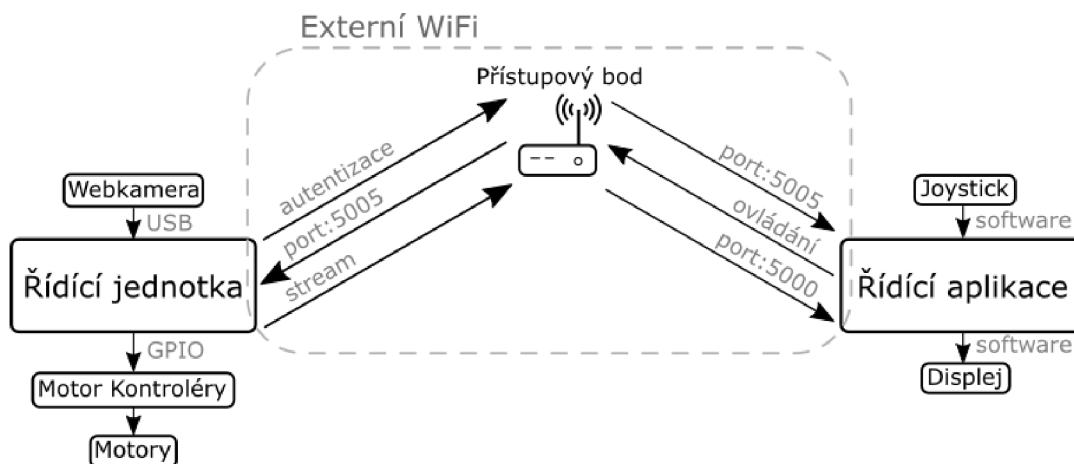 Externí WiFi
Přístupový bod
autentizace
port:5005
stream
port:5005
ovládání
port:5000
Webkamera
USB
Řídící jednotka
GPIO
Motor Kontroléry
Motory
Joystick
software
Řídící aplikace
software
Displej